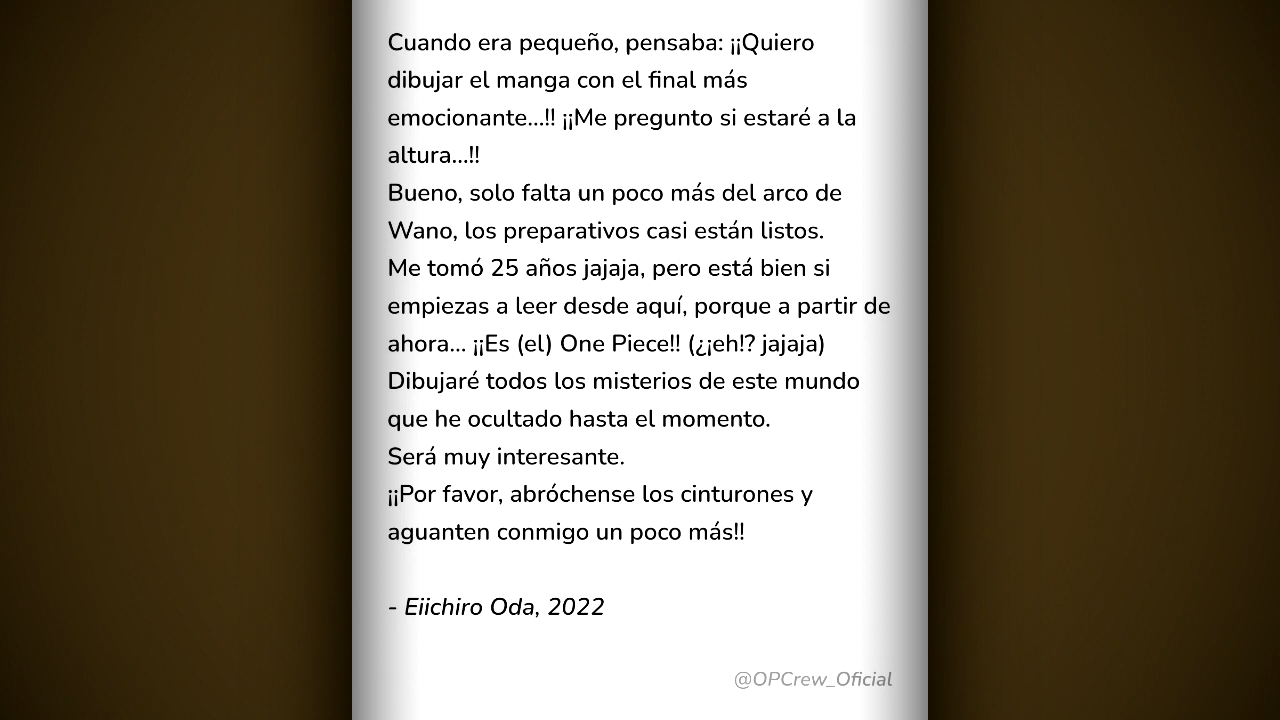 Cuando era pequeño, pensaba: ¡¡Quiero
dibujar el manga con el final más
emocionante...!! ¡¡Me pregunto si estaré a la
altura...!!
Bueno, solo falta un poco más del arco de
Wano, los preparativos casi están listos.
Me tomó 25 años jajaja, pero está bien si
empiezas a leer desde aquí, porque a partir de
ahora... ¡¡Es (el) One Piece!! (¿¡eh!? jajaja)
Dibujaré todos los misterios de este mundo
que he ocultado hasta el momento.
Será muy interesante.
¡¡Por favor, abróchense los cinturones y
aguanten conmigo un poco más!!
- Eiichiro Oda, 2022
@OPCrew_Oficial